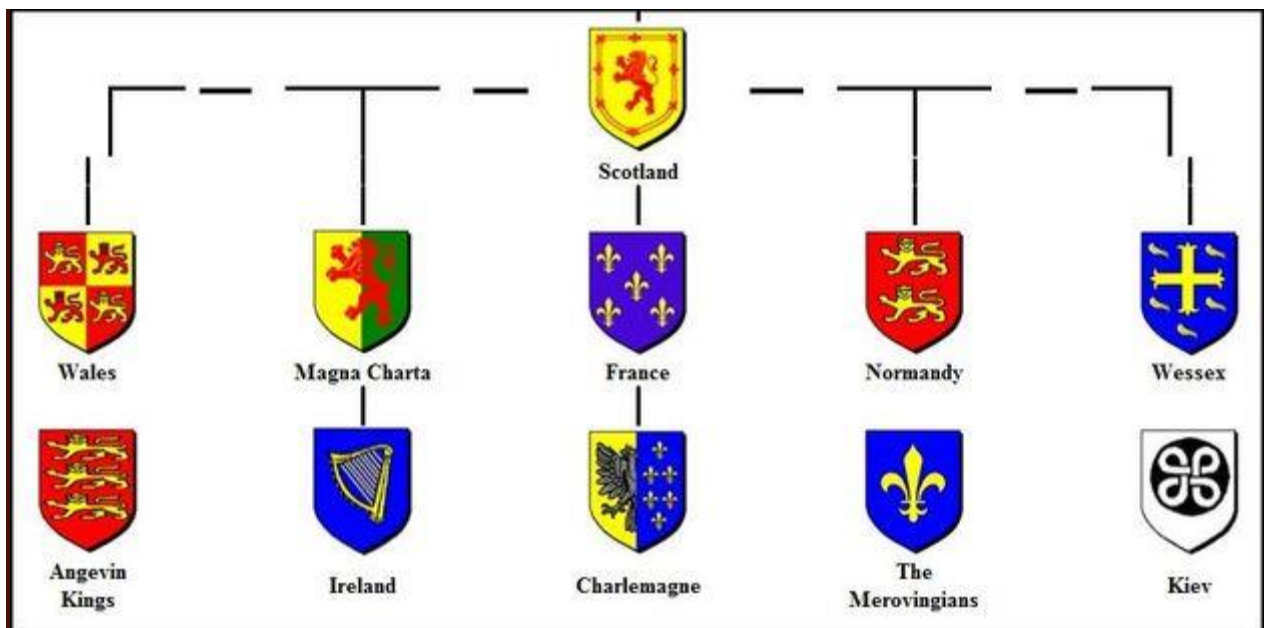 Scotland
Wales
Magna Charta
France
Normandy
Wessex
Angevin
Kings
Ireland
Charlemagne
The
Merovingians
Kiev